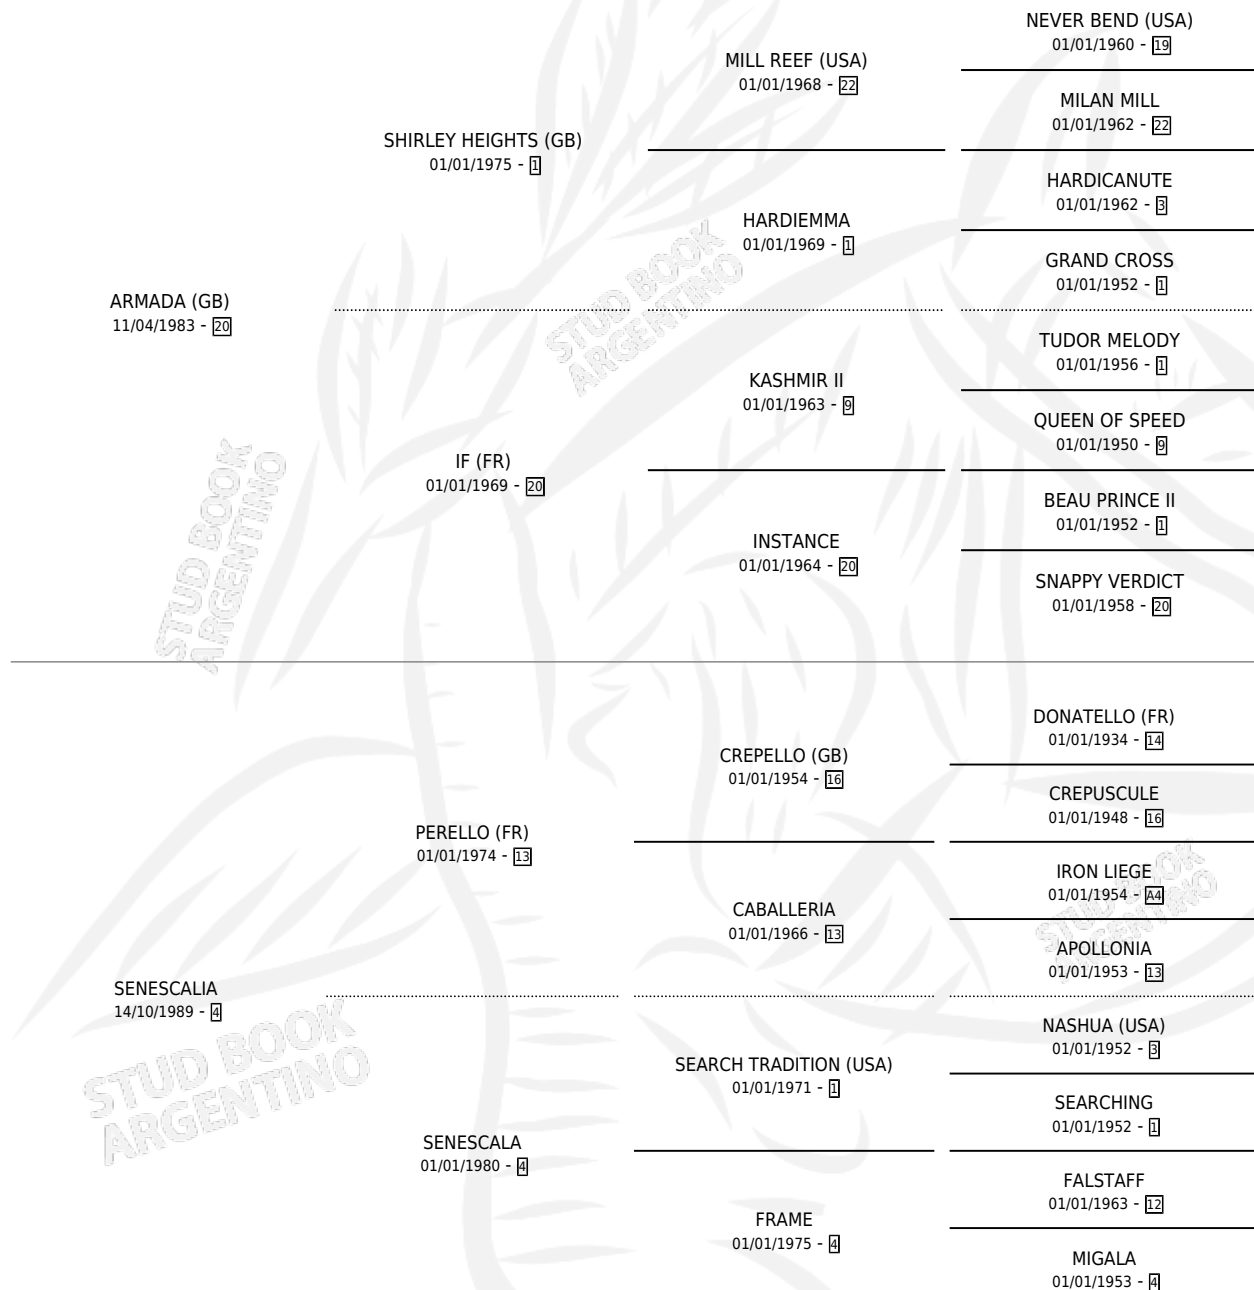 NEVER BEND (USA)
01/01/1960 - 19
MILL REEF (USA)
01/01/1968 - 22
MILAN MILL
01/01/1962 - 22
SHIRLEY HEIGHTS (GB)
01/01/1975 - 1
HARDICANUTE
01/01/1962 - 3
HARDIEMMA
01/01/1969 - 1
GRAND CROSS
01/01/1952 - 1
ARMADA (GB)
11/04/1983 - 20
STUD BOOK
ARGENTINO
TUDOR MELODY
01/01/1956 - 1
KASHMIR II
01/01/1963 - 9
QUEEN OF SPEED
01/01/1950 - 9
IF (FR)
01/01/1969 - 20
BEAU PRINCE II
01/01/1952 - 1
INSTANCE
01/01/1964 - 20
SNAPPY VERDICT
01/01/1958 - 20
STUD BOOK
ARGENTINO
DONATELLO (FR)
01/01/1934 - 14
CREPELLO (GB)
01/01/1954 - 16
CREPUSCULE
01/01/1948 - 16
PERELLO (FR)
01/01/1974 - 13
IRON LIEGE
01/01/1954 - A4
CABALLERIA
01/01/1966 - 13
STUD BOOK
ARGENTINO
APOLLONIA
01/01/1953 - 13
SENESCALIA
14/10/1989 - 4
STUD BOOK
ARGENTINO
NASHUA (USA)
01/01/1952 - 3
SEARCH TRADITION (USA)
01/01/1971 - 1
SEARCHING
01/01/1952 - 1
SENESCALA
01/01/1980 - 4
FALSTAFF
01/01/1963 - 12
FRAME
01/01/1975 - 4
MIGALA
01/01/1953 - 4